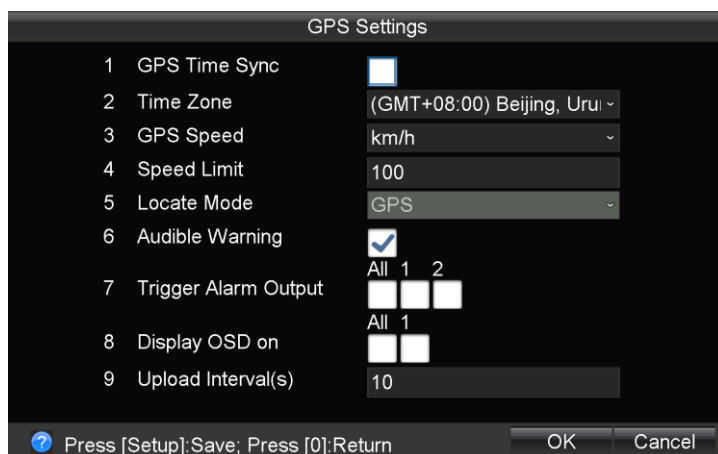 GPS Settings
1 GPS Time Sync
2 Time Zone (GMT+08:00) Beijing,
3 GPS Speed km/h
4 Speed Limit 100
5 Locate Mode GPS
6 Audible Warning
All 1 2
7 Trigger Alarm Output
All 1
8 Display OSD on
9 Upload Interval(s) 10
Press [Setup]:Save; Press [0]:Return OK Cancel